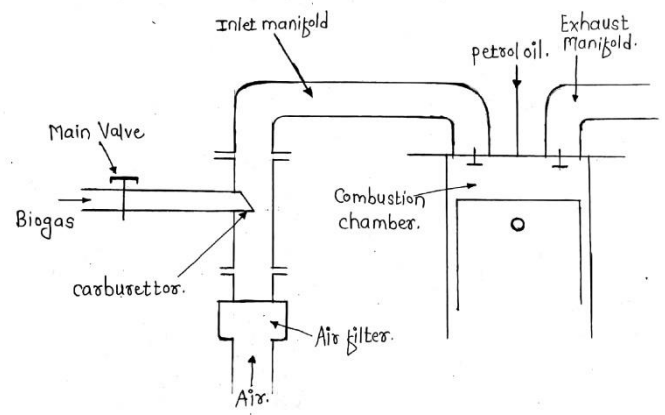 Inlet manifold
Exhaust
Manifold.
petrol oil.
Main Valve
Biogas
Combustion
chamber.
carburettor.
Air filter.
Air.